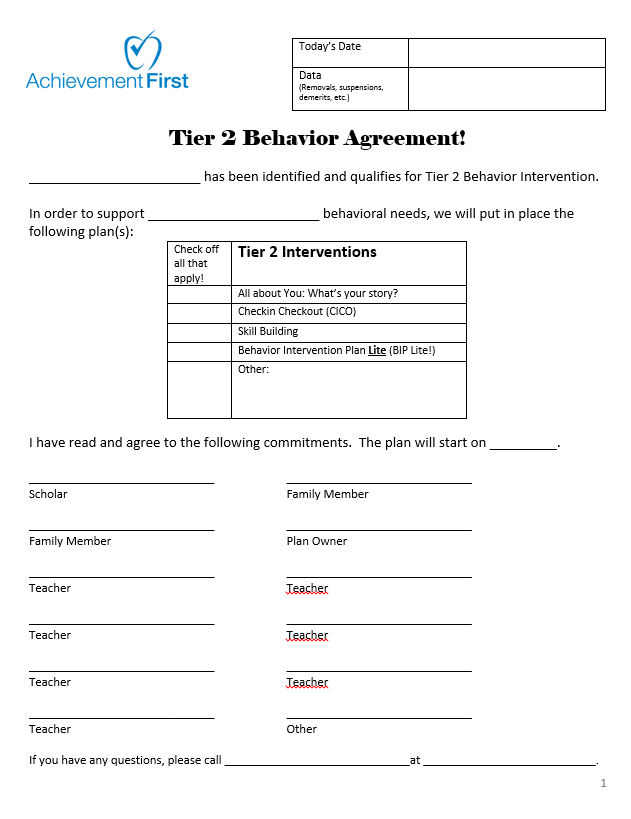 Achievement First
Today's Date
Data
(Removals, suspensions,
demerits, etc.)
Tier 2 Behavior Agreement!
______________________ has been identified and qualifies for Tier 2 Behavior Intervention.
In order to support ______________________ behavioral needs, we will put in place the
following plan(s):
Check off
all that
apply!
Tier 2 Interventions
All about You: What's your story?
Checkin Checkout (CICO)
Skill Building
Behavior Intervention Plan Lite (BIP Lite!)
Other:
I have read and agree to the following commitments.  The plan will start on _________.
Scholar
Family Member
Family Member
Plan Owner
Teacher
Teacher
Teacher
Teacher
Teacher
Teacher
Teacher
Other
If you have any questions, please call ____________________________at __________________________.
1